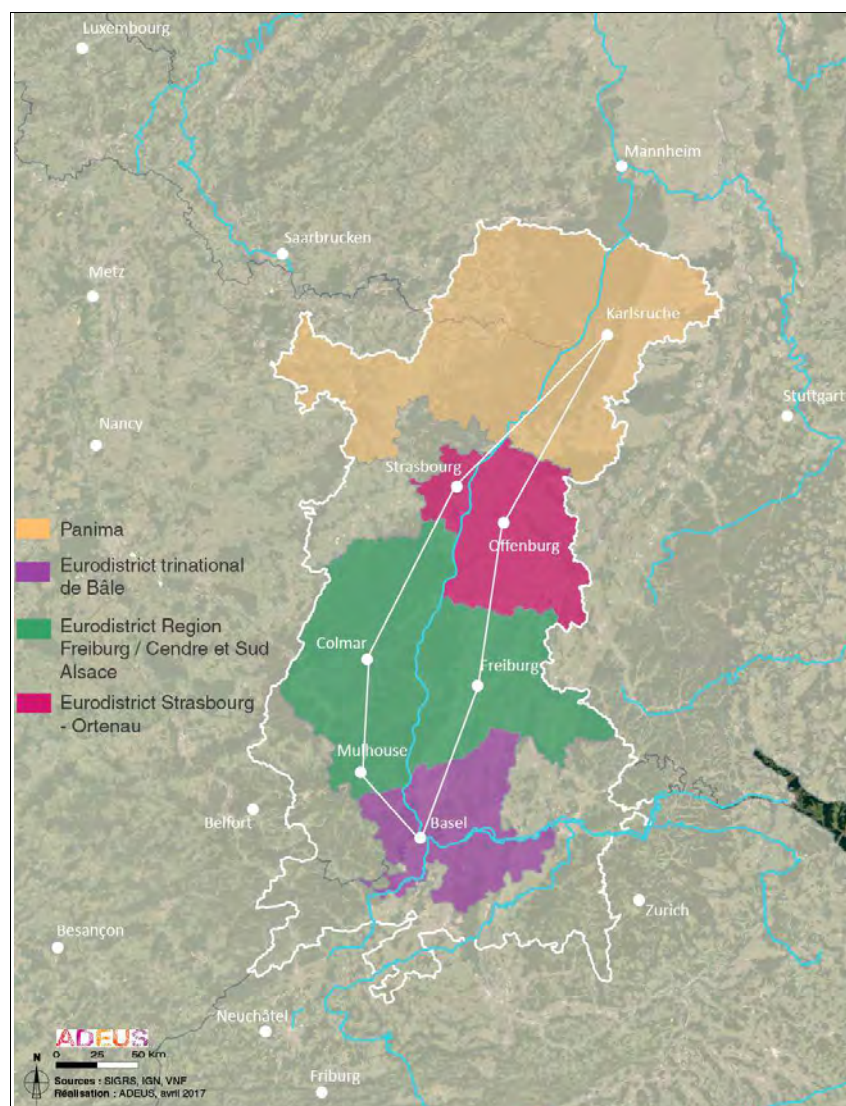 Luxembourg
Mannheim
Saarbrucken
Metz
Karlsruche
Stuttgart
Nancy
Strasbourg
Offenburg
Panima
Eurodistrict trinational
de Bâle
Eurodistrict Region
Freiburg / Cendre et Sud
Alsace
Eurodistrict Strasbourg
- Ortenau
Colmar
Freiburg
Mulhouse
Belfort
Basel
Zurich
Besançon
Neuchâtel
ADEUS
N
0 25 50 Km
Sources : SIGRS, IGN, VNF
Réalisation : ADEUS, avril 2017
Friburg